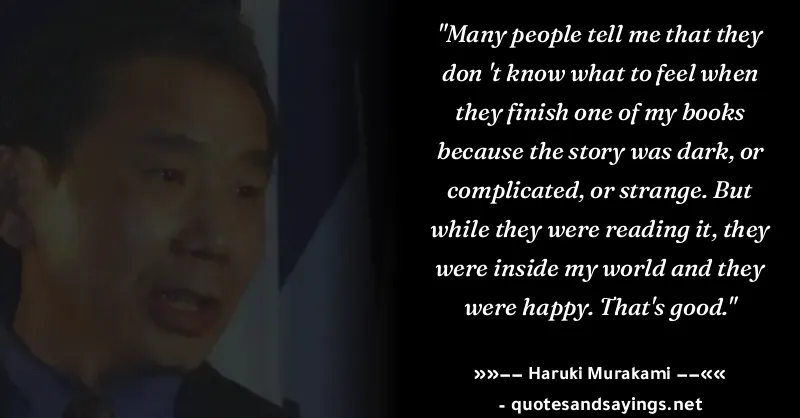 "Many people tell me that they
don 't know what to feel when
they finish one of my books
because the story was dark, or
complicated, or strange. But
while they were reading it, they
were inside my world and they
were happy. That's good."
»»−− Haruki Murakami −−««
- quotesandsayings.net